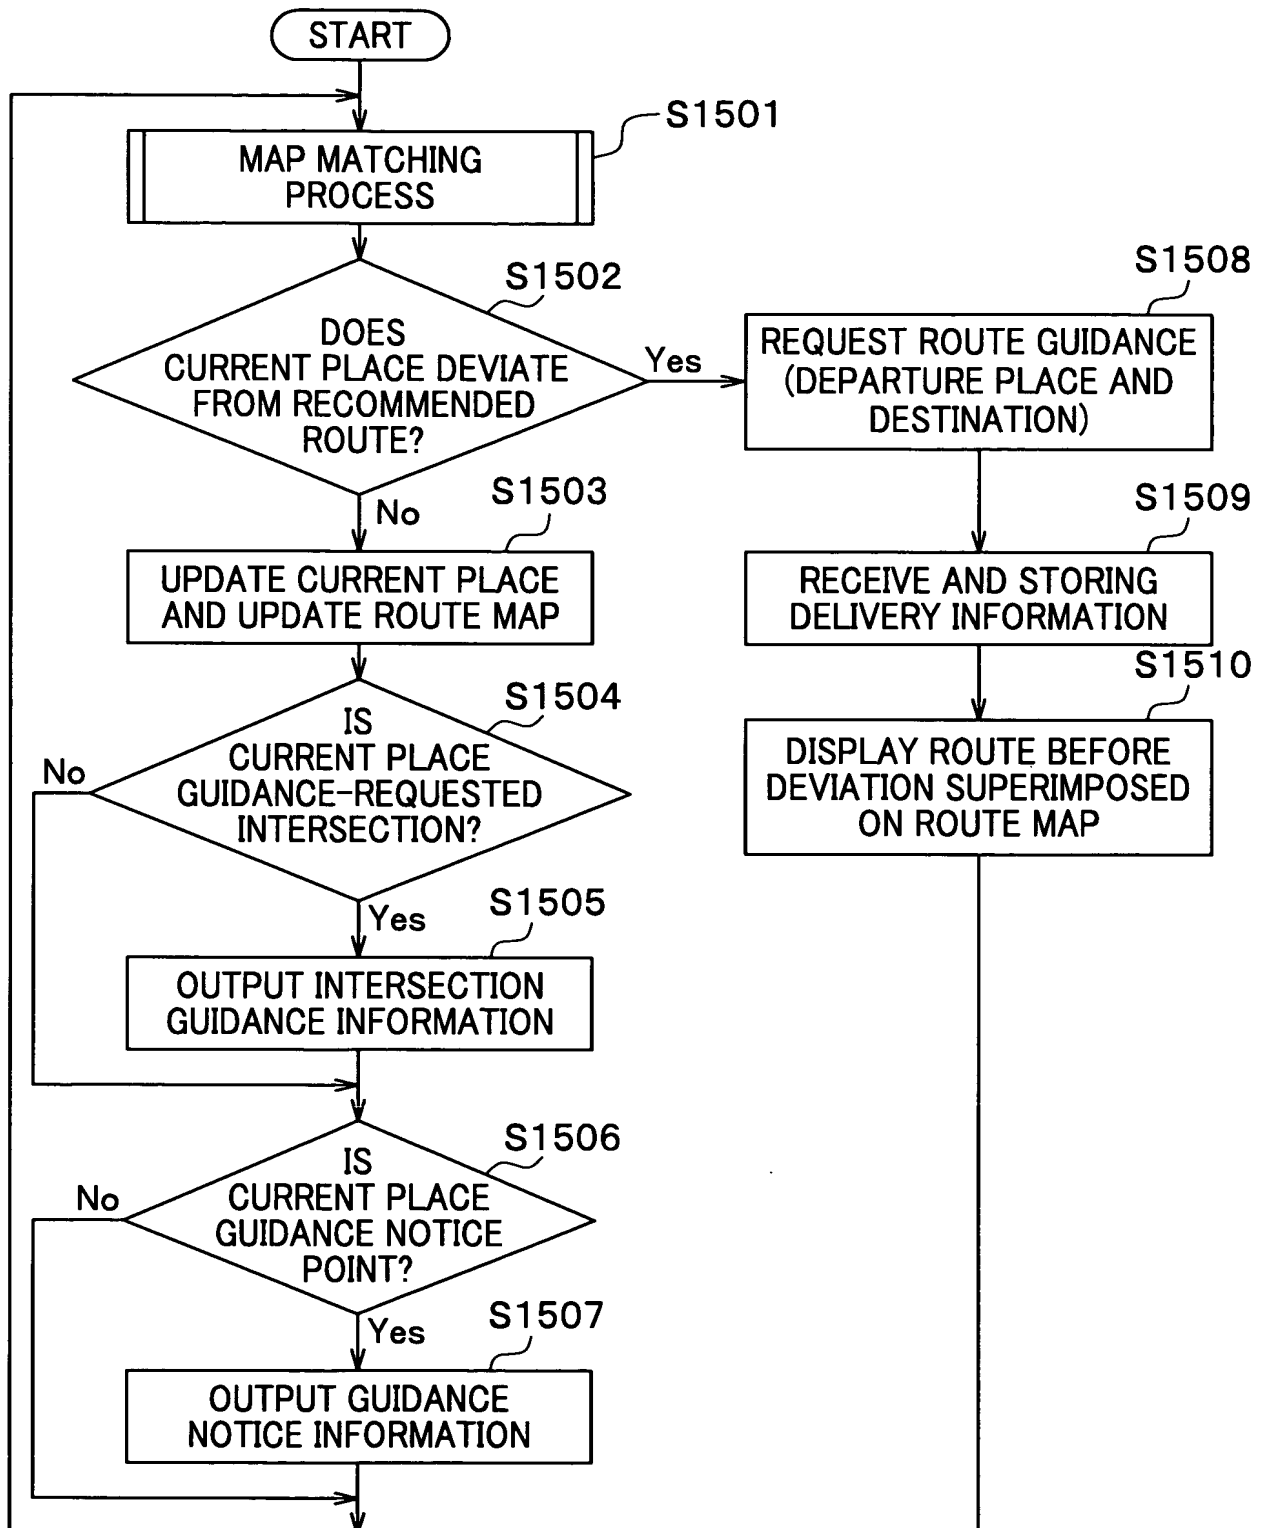 START
S1501
MAP MATCHING
PROCESS
S1502
DOES
CURRENT PLACE DEVIATE
FROM RECOMMENDED
ROUTE?
Yes
No
S1508
REQUEST ROUTE GUIDANCE
(DEPARTURE PLACE AND
DESTINATION)
S1503
UPDATE CURRENT PLACE
AND UPDATE ROUTE MAP
S1509
RECEIVE AND STORING
DELIVERY INFORMATION
S1504
IS
CURRENT PLACE
GUIDANCE-REQUESTED
INTERSECTION?
No
Yes
S1510
DISPLAY ROUTE BEFORE
DEVIATION SUPERIMPOSED
ON ROUTE MAP
S1505
OUTPUT INTERSECTION
GUIDANCE INFORMATION
S1506
IS
CURRENT PLACE
GUIDANCE NOTICE
POINT?
No
Yes
S1507
OUTPUT GUIDANCE
NOTICE INFORMATION